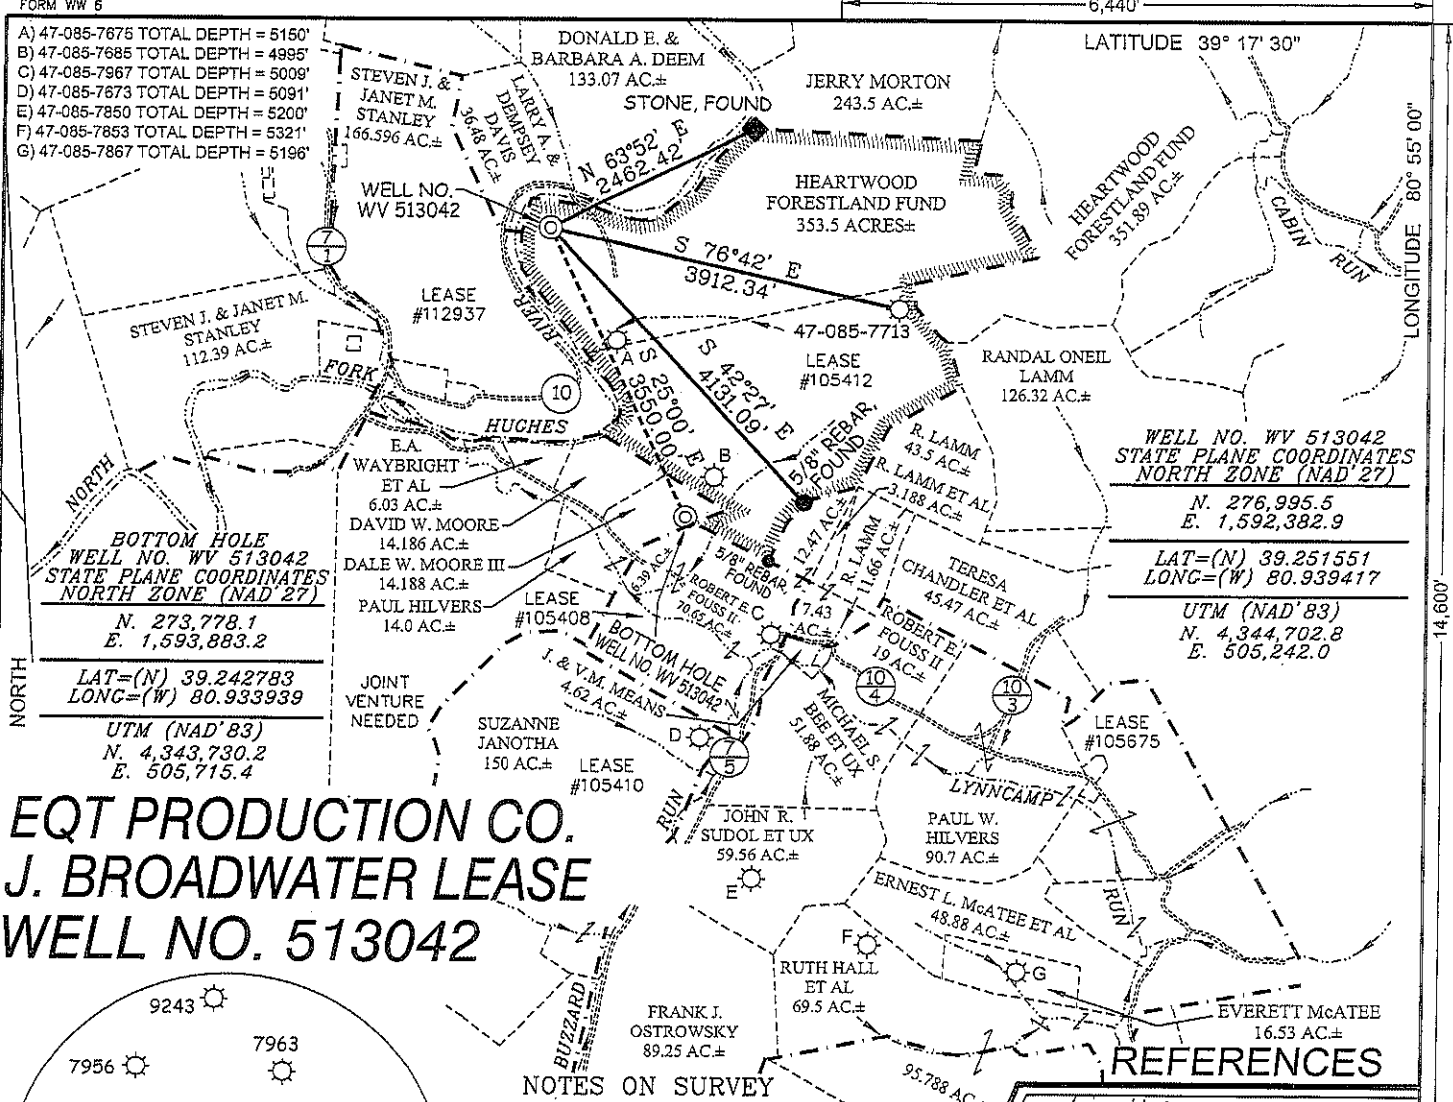 FORM WW 6
6,440'
A) 47-085-7675 TOTAL DEPTH = 5150'
B) 47-085-7685 TOTAL DEPTH = 4995'
C) 47-085-7967 TOTAL DEPTH = 5009'
D) 47-085-7673 TOTAL DEPTH = 5091'
E) 47-085-7850 TOTAL DEPTH = 5200'
F) 47-085-7853 TOTAL DEPTH = 5321'
G) 47-085-7867 TOTAL DEPTH = 5196'
STEVEN J. &
JANET M.
STANLEY
166.596 AC.±
LARRY A. &
DEMPSEY
DAVIS
36.48 AC.±
DONALD E. &
BARBARA A. DEEM
133.07 AC.±
STONE, FOUND
JERRY MORTON
243.5 AC.±
LATITUDE 39° 17' 30"
LONGITUDE 80° 55' 00"
14,600'
WELL NO.
WV 513042
N 63°52' E
2462.42'
HEARTWOOD
FORESTLAND FUND
353.5 ACRES±
HEARTWOOD
FORESTLAND FUND
351.89 AC.±
CABIN
RUN
7
1
S 76°42' E
3912.34'
LEASE
#112937
RIVER
STEVEN J. & JANET M.
STANLEY
112.39 AC.±
FORK
10
HUGHES
NORTH
A
S 25°00' E
3550.00'
S 42°27' E
4131.09'
47-085-7713
LEASE
#105412
RANDAL ONEIL
LAMM
126.32 AC.±
5/8" REBAR,
FOUND
B
R. LAMM
43.5 AC.±
R. LAMM ET AL
3.188 AC.±
12.47 AC.±
R. LAMM
11.66 AC.±
WELL NO. WV 513042
STATE PLANE COORDINATES
NORTH ZONE (NAD'27)
N. 276,995.5
E. 1,592,382.9
LAT=(N) 39.251551
LONG=(W) 80.939417
UTM (NAD'83)
N. 4,344,702.8
E. 505,242.0
E.A.
WAYBRIGHT
ET AL
6.03 AC.±
DAVID W. MOORE
14.186 AC.±
DALE W. MOORE III
14.188 AC.±
PAUL HILVERS
14.0 AC.±
BOTTOM HOLE
WELL NO. WV 513042
STATE PLANE COORDINATES
NORTH ZONE (NAD'27)
N. 273,778.1
E. 1,593,883.2
LAT=(N) 39.242783
LONG=(W) 80.933939
UTM (NAD'83)
N. 4,343,730.2
E. 505,715.4
NORTH
6.39 AC.±
5/8" REBAR,
FOUND
ROBERT E.
FOUSS II
70.65 AC.±
C
7.43
AC.±
TERESA
CHANDLER ET AL
45.47 AC.±
ROBERT E.
FOUSS II
19 AC.±
LEASE
#105408
BOTTOM HOLE
WELL NO. WV 513042
J. & V.M. MEANS
4.62 AC.±
JOINT
VENTURE
NEEDED
SUZANNE
JANOTHA
150 AC.±
LEASE
#105410
D
7
5
MICHAEL S.
BEE ET UX
51.88 AC.±
10
4
10
3
LEASE
#105675
LYNNCAMP
RUN
RUN
JOHN R.
SUDOL ET UX
59.56 AC.±
E
PAUL W.
HILVERS
90.7 AC.±
EQT PRODUCTION CO.
J. BROADWATER LEASE
WELL NO. 513042
ERNEST L. McATEE ET AL
48.88 AC.±
F
G
RUTH HALL
ET AL
69.5 AC.±
EVERETT McATEE
16.53 AC.±
FRANK J.
OSTROWSKY
89.25 AC.±
BUZZARD
95.788 AC.±
9243
7963
7956
NOTES ON SURVEY
REFERENCES